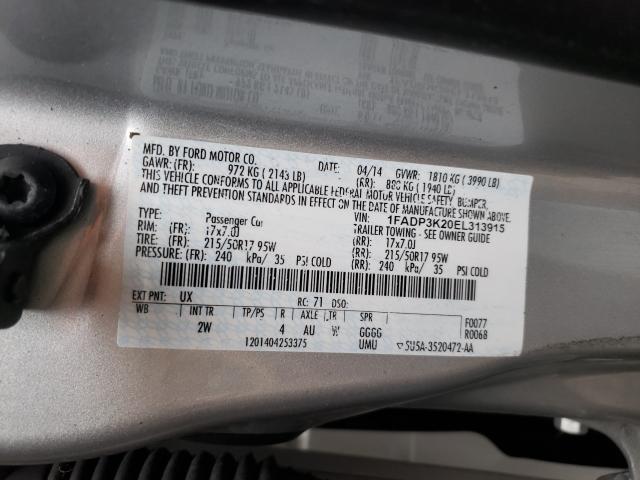 MFD. BY FORD MOTOR CO.
DATE: 04/14 GVWR: 1810 KG ( 3990 LB)
GAWR: (FR): 972 KG ( 2143 LB) (RR): 880 KG ( 1940 LB)
THIS VEHICLE CONFORMS TO ALL APPLICABLE FEDERAL MOTOR VEHICLE SAFETY, BUMPER,
AND THEFT PREVENTION STANDARDS IN EFFECT ON THE DATE OF MANUFACTURE SHOWN ABOVE.
VIN: 1FADP3K20EL313915
TYPE: Passenger Car TRAILER TOWING - SEE OWNER GUIDE
RIM: (FR): 17x7.0J (RR): 17x7.0J
TIRE: (FR): 215/50R17 95W (RR): 215/50R17 95W
PSI COLD: (FR): 240 kPa/ 35 PSI COLD (RR): 240 kPa/ 35 PSI COLD
EXT PNT: UX RC: 71 DSO: F0077
WB INT TR TP/PS R AXLE TR SPR R0068
2W 4 AU W GGGG
1201404253375 UMU 5U5A-3520472-AA